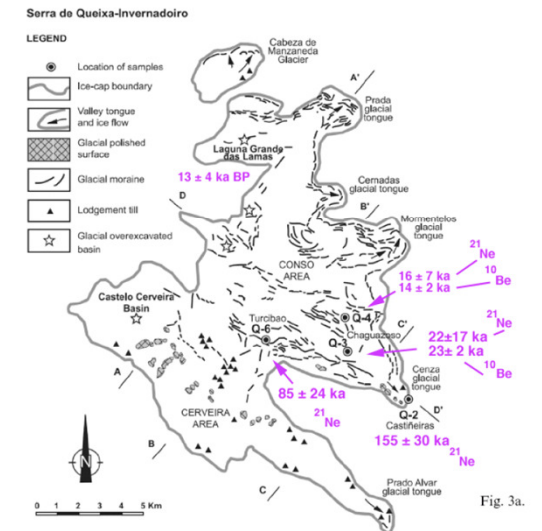 Serra de Queixa-Invernadoiro
LEGEND
Location of samples
Ice-cap boundary
Valley tongue
and ice flow
Glacial polished
surface
Glacial moraine
Lodgement till
Glacial overexcavated
basin
Cabeza de
Manzaneda
Glacier
A'
Prada
glacial
tongue
Laguna Grande
das Lamas
13 ± 4 ka BP
D
Cernadas
glacial tongue
B'
Mormentelos
glacial
tongue
CONSO
AREA
21
Ne
16 ± 7 ka
14 ± 2 ka
10
Be
Castelo Cerveira
Basin
Turcibao
Q-6
Q-4
Chaguazoso
Q-3
C'
21
Ne
22±17 ka
23± 2 ka
10
Be
Cenza
glacial
tongue
A
85 ± 24 ka
21
Ne
Q-2
D'
Castiñeiras
CERVEIRA
AREA
155 ± 30 ka
21
Ne
B
C
Prado Alvar
glacial tongue
N
0 1 2 3 4 5 Km
Fig. 3a.